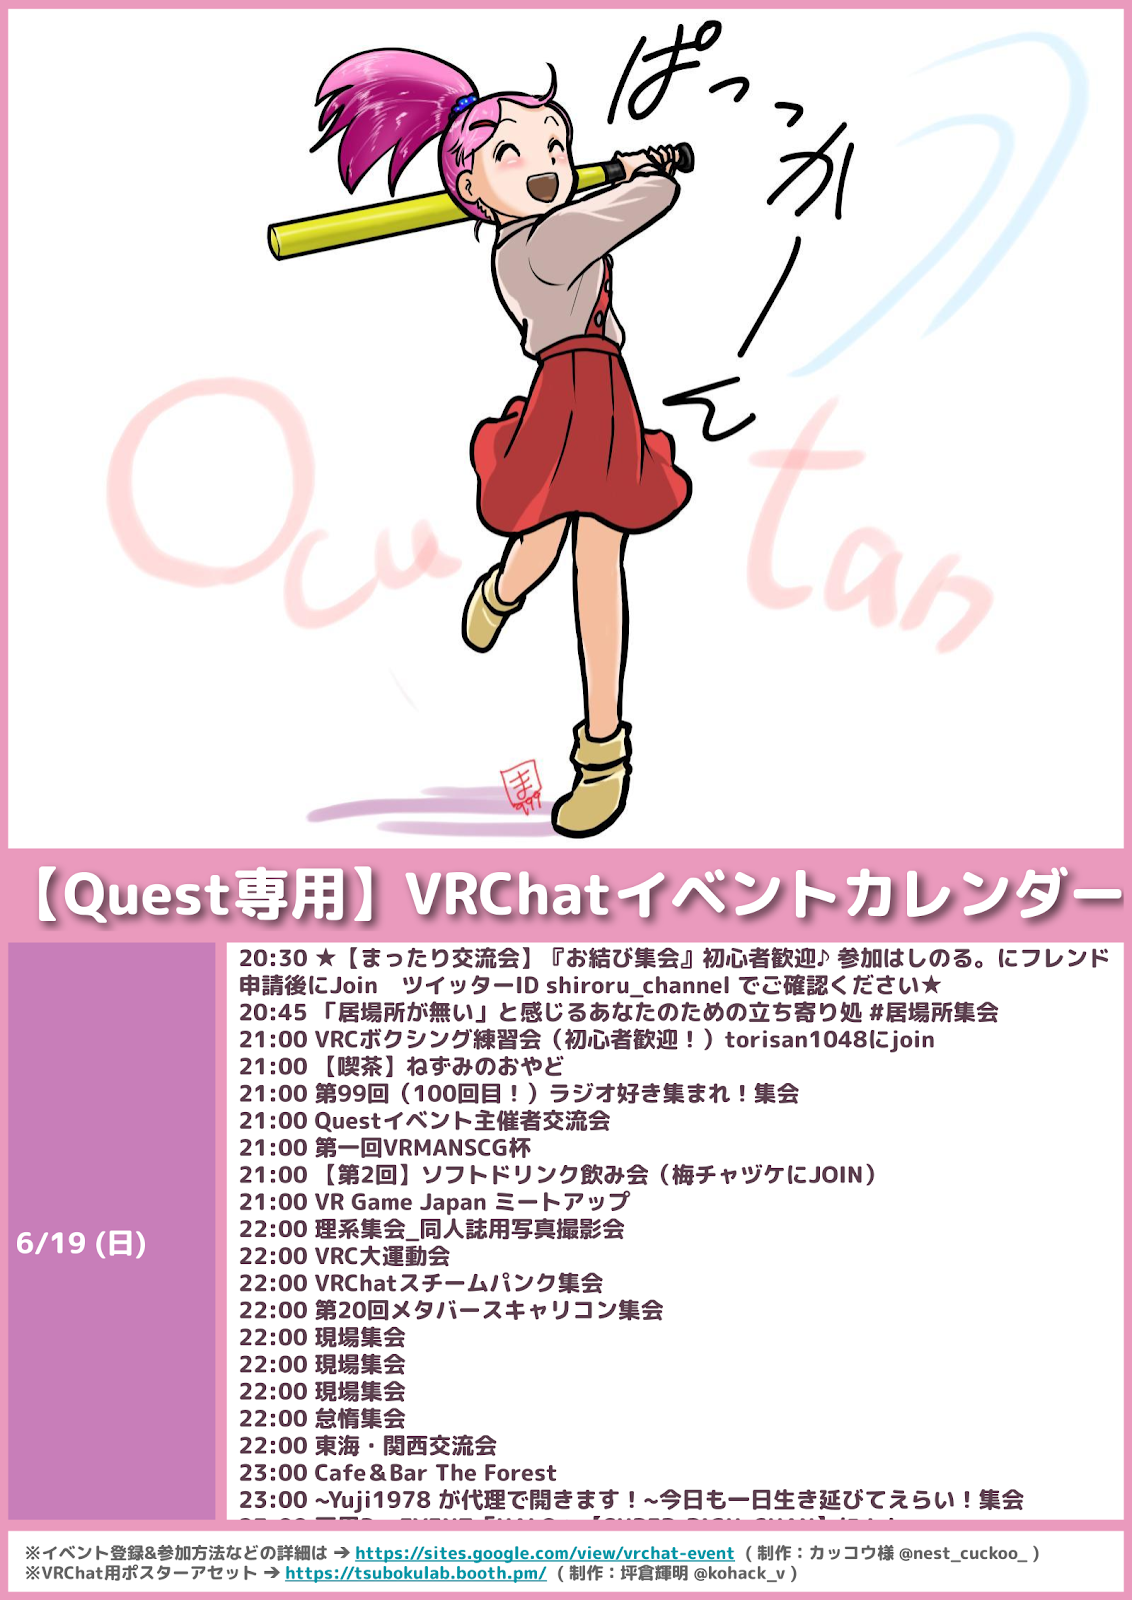 ぱっっかーん
Ocu tan
ま
999
【Quest専用】VRChatイベントカレンダー
6/19 (日)
20:30 ★【まったり交流会】『お結び集会』初心者歓迎♪ 参加はしのる。にフレンド
申請後にJoin　ツイッターID shiroru_channel でご確認ください★
20:45 「居場所が無い」と感じるあなたのための立ち寄り処 #居場所集会
21:00 VRCボクシング練習会（初心者歓迎！）torisan1048にjoin
21:00 【喫茶】ねずみのおやど
21:00 第99回（100回目！）ラジオ好き集まれ！集会
21:00 Questイベント主催者交流会
21:00 第一回VRMANSCG杯
21:00 【第2回】ソフトドリンク飲み会（梅チャヅケにJOIN）
21:00 VR Game Japan ミートアップ
22:00 理系集会_同人誌用写真撮影会
22:00 VRC大運動会
22:00 VRChatスチームパンク集会
22:00 第20回メタバースキャリコン集会
22:00 現場集会
22:00 現場集会
22:00 現場集会
22:00 怠惰集会
22:00 東海・関西交流会
23:00 Cafe＆Bar The Forest
23:00 ~Yuji1978 が代理で開きます！~今日も一日生き延びてえらい！集会
※イベント登録&参加方法などの詳細は ➔ https://sites.google.com/view/vrchat-event （ 制作：カッコウ様 @nest_cuckoo_ ）
※VRChat用ポスターアセット ➔ https://tsubokulab.booth.pm/ （ 制作：坪倉輝明 @kohack_v ）